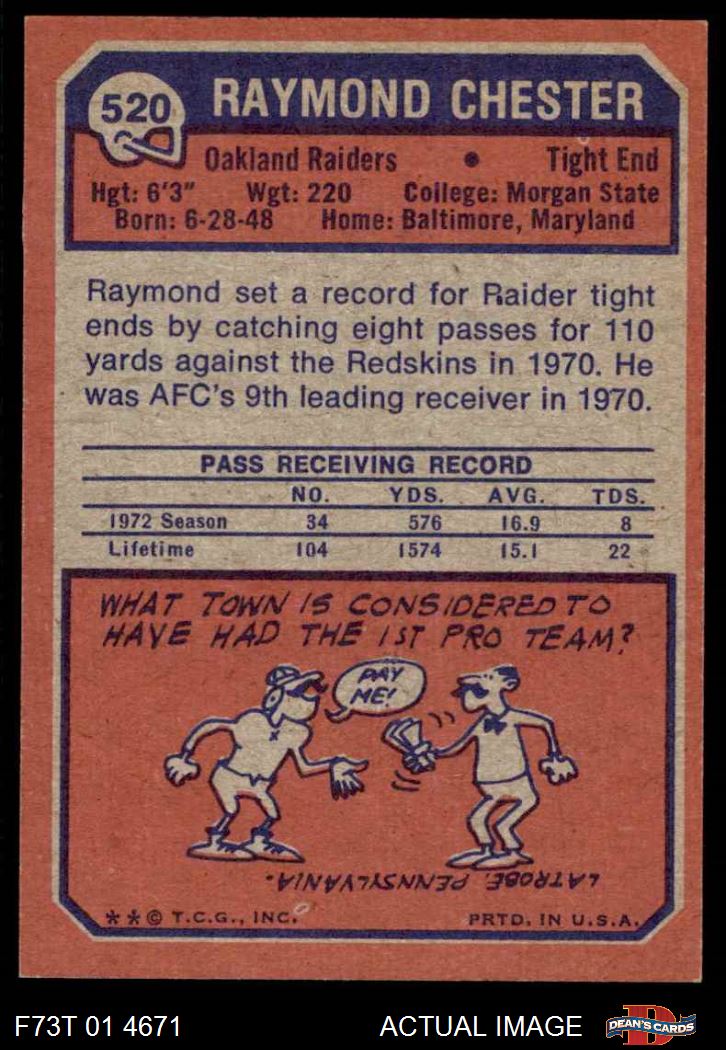 520
RAYMOND CHESTER
Oakland Raiders • Tight End
Hgt: 6'3" Wgt: 220 College: Morgan State
Born: 6-28-48 Home: Baltimore, Maryland
Raymond set a record for Raider tight
ends by catching eight passes for 110
yards against the Redskins in 1970. He
was AFC's 9th leading receiver in 1970.
PASS RECEIVING RECORD
NO. YDS. AVG. TDS.
1972 Season 34 576 16.9 8
Lifetime 104 1574 15.1 22
WHAT TOWN IS CONSIDERED TO
HAVE HAD THE 1ST PRO TEAM?
PAY
ME!
LATROBE PENNSYLVANIA.
**© T.C.G., INC. PRTD. IN U.S.A.
F73T 01 4671 ACTUAL IMAGE
D
DEAN'S CARDS